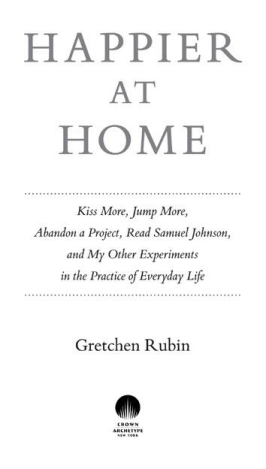 HAPPIER
AT
HOME
Kiss More, Jump More,
Abandon a Project, Read Samuel Johnson,
and My Other Experiments
in the Practice of Everyday Life
Gretchen Rubin
CROWN
ARCHETYPE
NEW YORK